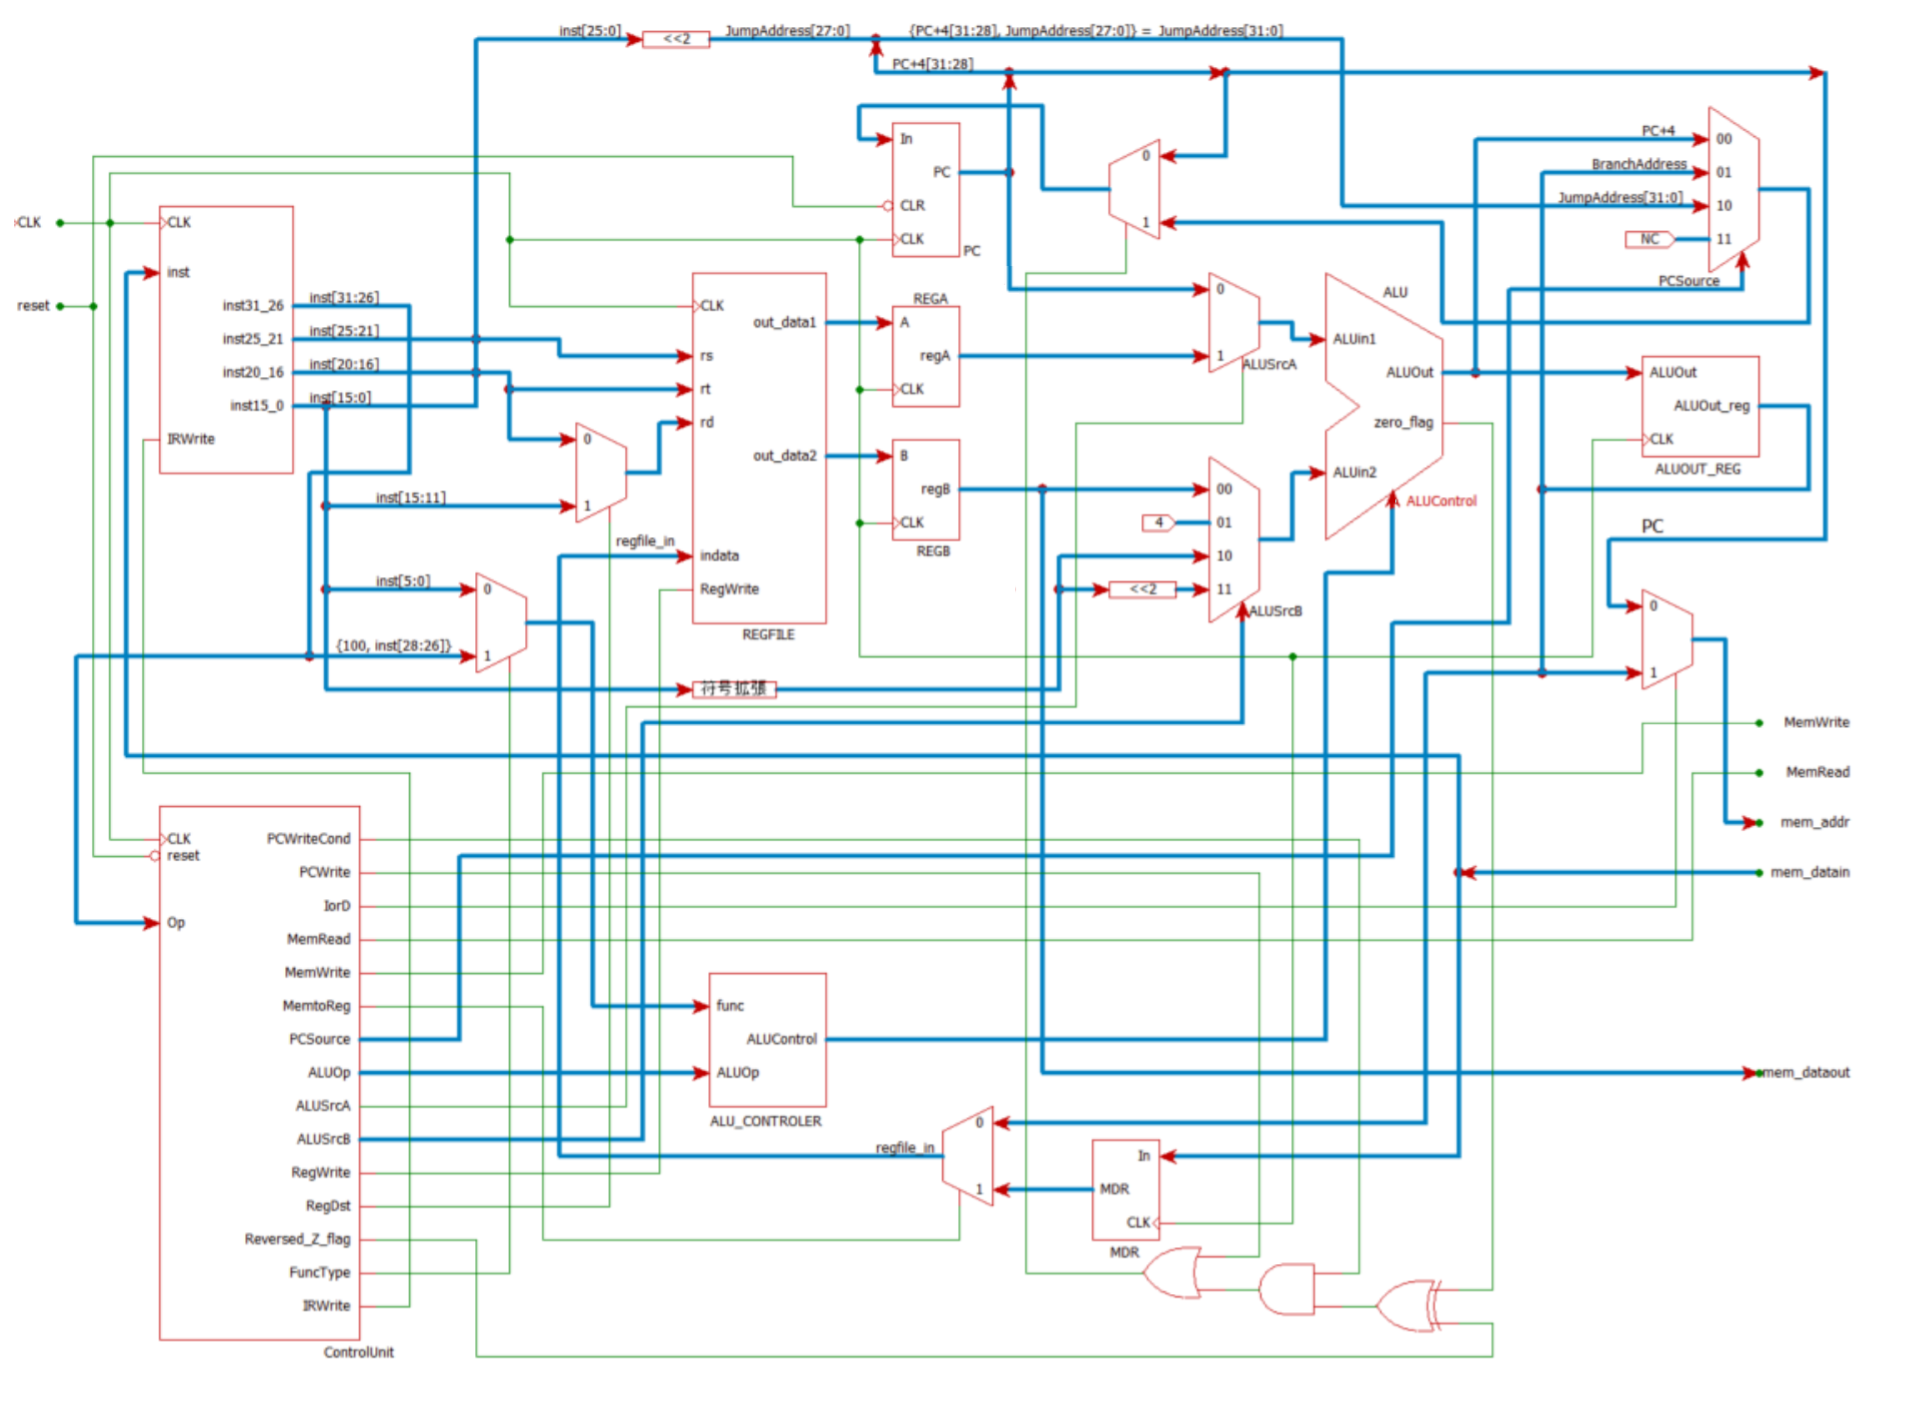 inst[25:0]
<<2
JumpAddress[27:0]
{PC+4[31:28], JumpAddress[27:0]} = JumpAddress[31:0]
PC+4[31:28]
In
PC
CLR
CLK
PC
0
1
PC+4
00
BranchAddress
01
JumpAddress[31:0]
10
NC
11
PCSource
CLK
CLK
inst
reset
inst31_26
inst[31:26]
inst25_21
inst[25:21]
inst20_16
inst[20:16]
inst15_0
inst[15:0]
IRWrite
CLK
out_data1
rs
rt
rd
out_data2
regfile_in
indata
RegWrite
REGFILE
REGA
A
regA
CLK
B
regB
CLK
REGB
0
1
ALUSrcA
ALU
ALUin1
ALUOut
zero_flag
ALUin2
ALUControl
ALUOut
ALUOut_reg
CLK
ALUOUT_REG
0
inst[15:11]
1
inst[5:0]
0
{100, inst[28:26]}
1
00
4
01
10
<<2
11
ALUSrcB
符号拡張
PC
0
1
MemWrite
MemRead
mem_addr
mem_datain
mem_dataout
CLK
reset
Op
PCWriteCond
PCWrite
IorD
MemRead
MemWrite
MemtoReg
PCSource
ALUOp
ALUSrcA
ALUSrcB
RegWrite
RegDst
Reversed_Z_flag
FuncType
IRWrite
ControlUnit
func
ALUControl
ALUOp
ALU_CONTROLER
regfile_in
0
1
In
MDR
CLK
MDR